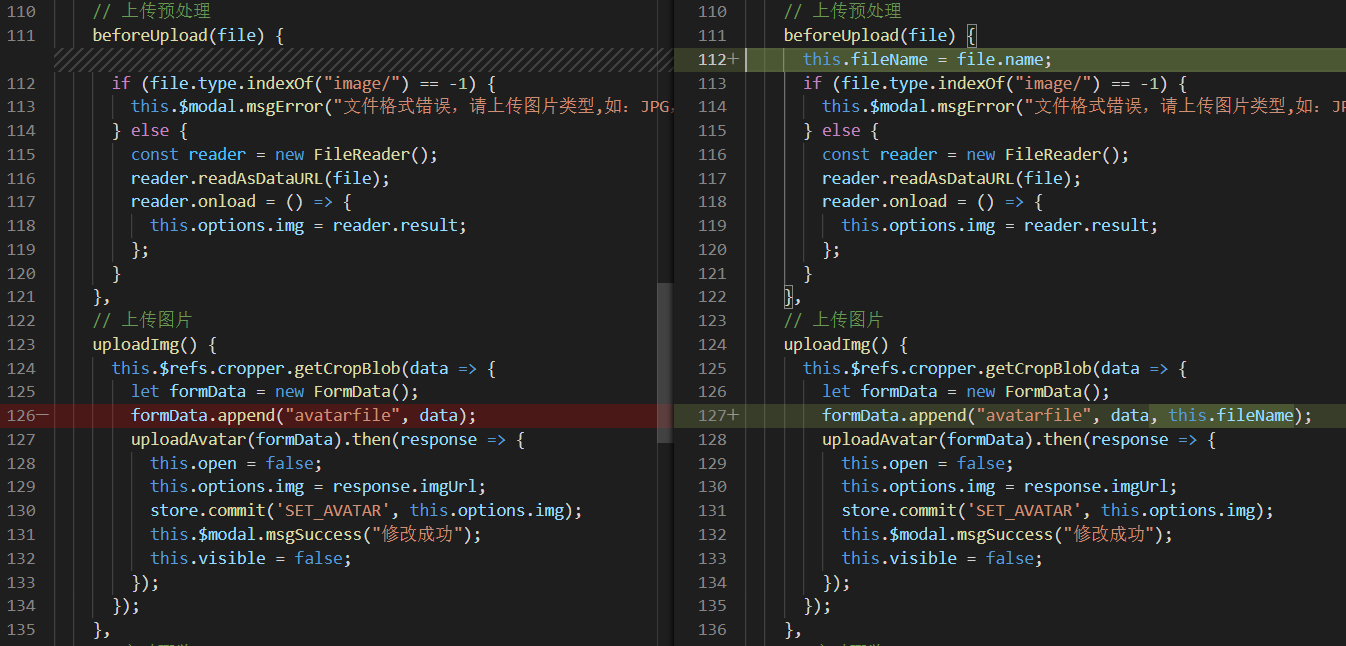 110 // 上传预处理
111 beforeUpload(file) {
112 if (file.type.indexOf("image/") == -1) {
113 this.$modal.msgError("文件格式错误，请上传图片类型,如：JPG,
114 } else {
115 const reader = new FileReader();
116 reader.readAsDataURL(file);
117 reader.onload = () => {
118 this.options.img = reader.result;
119 };
120 }
121 },
122 // 上传图片
123 uploadImg() {
124 this.$refs.cropper.getCropBlob(data => {
125 let formData = new FormData();
126— formData.append("avatarfile", data);
127 uploadAvatar(formData).then(response => {
128 this.open = false;
129 this.options.img = response.imgUrl;
130 store.commit('SET_AVATAR', this.options.img);
131 this.$modal.msgSuccess("修改成功");
132 this.visible = false;
133 });
134 });
135 },
110 // 上传预处理
111 beforeUpload(file) {
112+ this.fileName = file.name;
113 if (file.type.indexOf("image/") == -1) {
114 this.$modal.msgError("文件格式错误，请上传图片类型,如：JP
115 } else {
116 const reader = new FileReader();
117 reader.readAsDataURL(file);
118 reader.onload = () => {
119 this.options.img = reader.result;
120 };
121 }
122 },
123 // 上传图片
124 uploadImg() {
125 this.$refs.cropper.getCropBlob(data => {
126 let formData = new FormData();
127+ formData.append("avatarfile", data, this.fileName);
128 uploadAvatar(formData).then(response => {
129 this.open = false;
130 this.options.img = response.imgUrl;
131 store.commit('SET_AVATAR', this.options.img);
132 this.$modal.msgSuccess("修改成功");
133 this.visible = false;
134 });
135 });
136 },